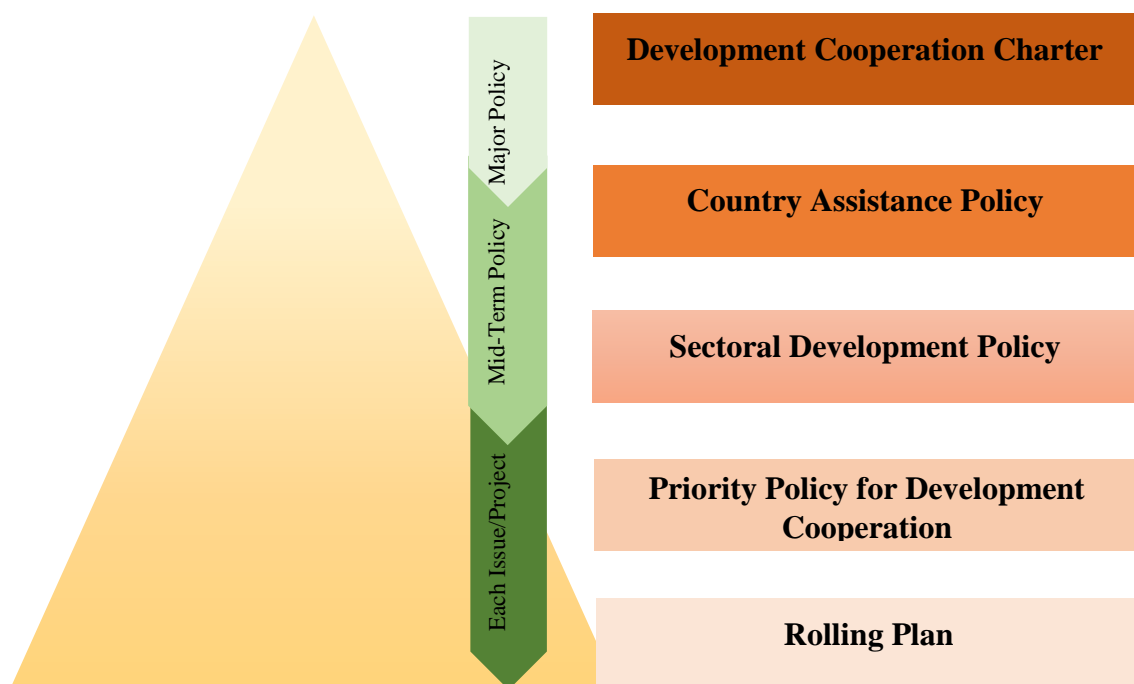 Major Policy
Mid-Term Policy
Each Issue/Project
Development Cooperation Charter
Country Assistance Policy
Sectoral Development Policy
Priority Policy for Development
Cooperation
Rolling Plan